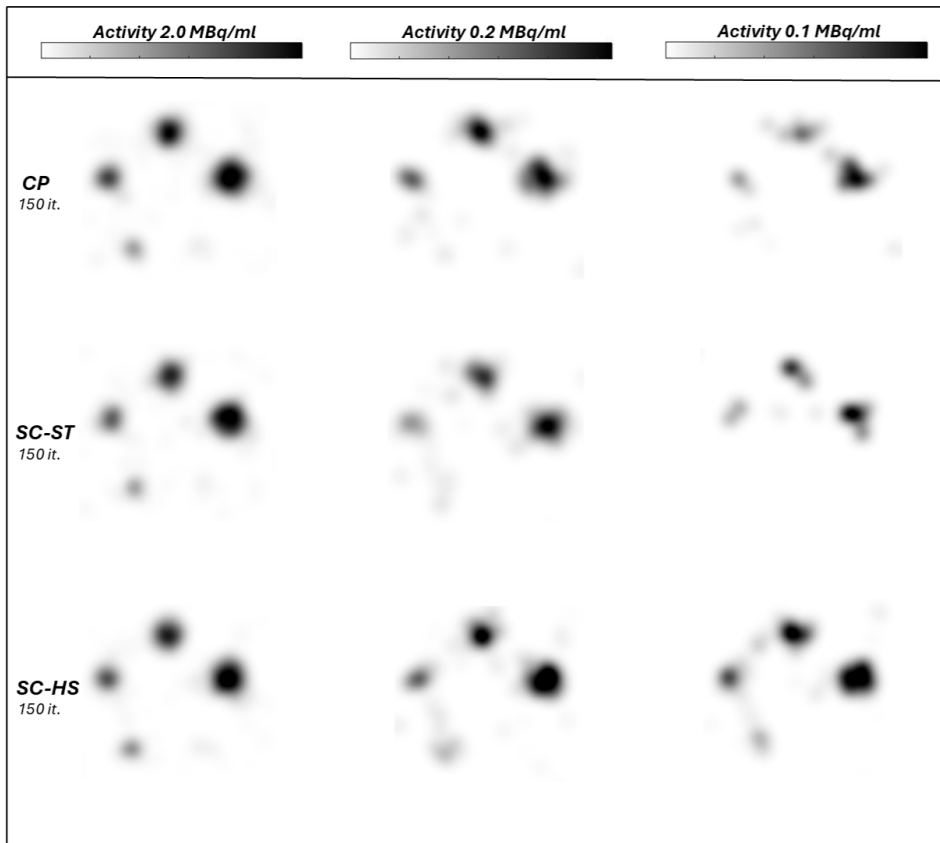 Activity 2.0 MBq/ml Activity 0.2 MBq/ml Activity 0.1 MBq/ml
CP
150 it.
SC-ST
150 it.
SC-HS
150 it.